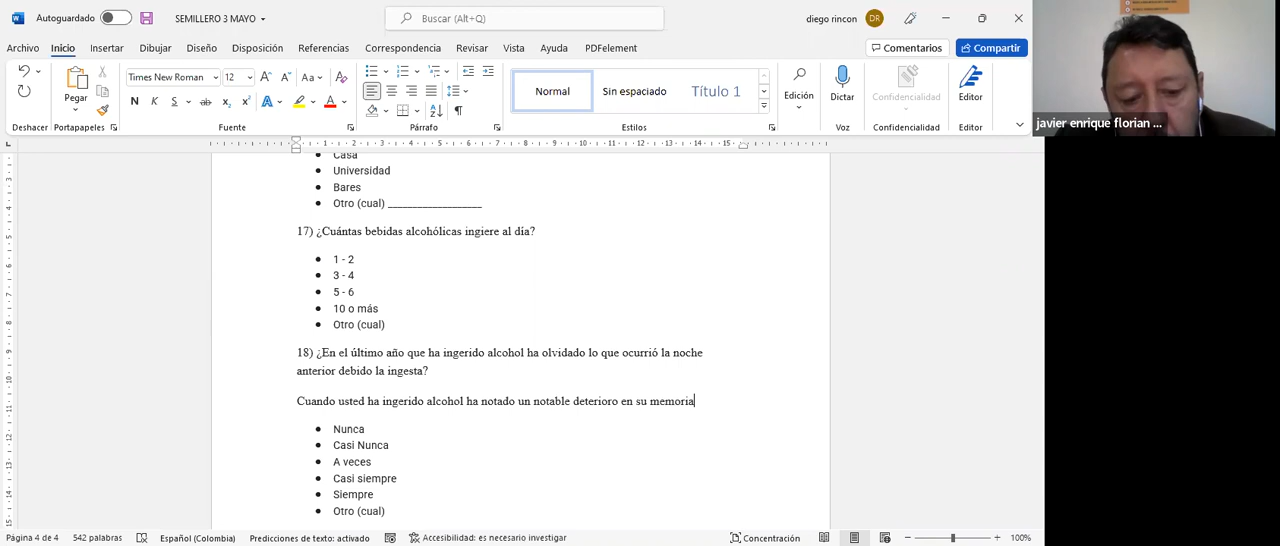 Autoguardado
SEMILLERO 3 MAYO
Buscar (Alt+Q)
diego rincon
DR
Archivo Inicio Insertar Dibujar Diseño Disposición Referencias Correspondencia Revisar Vista Ayuda PDFelement
Comentarios
Compartir
Pegar
Times New Roman
12
N K S ab x₂ x²
Normal
Sin espaciado
Título 1
Edición
Dictar
Confidencialidad
Editor
Deshacer
Portapapeles
Fuente
Párrafo
Estilos
Voz
Confidencialidad
Editor
javier enrique florian ...
Casa
Universidad
Bares
Otro (cual) ___________________
17) ¿Cuántas bebidas alcohólicas ingiere al día?
1 - 2
3 - 4
5 - 6
10 o más
Otro (cual)
18) ¿En el último año que ha ingerido alcohol ha olvidado lo que ocurrió la noche
anterior debido la ingesta?
Cuando usted ha ingerido alcohol ha notado un notable deterioro en su memoria
Nunca
Casi Nunca
A veces
Casi siempre
Siempre
Otro (cual)
Página 4 de 4
542 palabras
Español (Colombia)
Predicciones de texto: activado
Accesibilidad: es necesario investigar
Concentración
100%